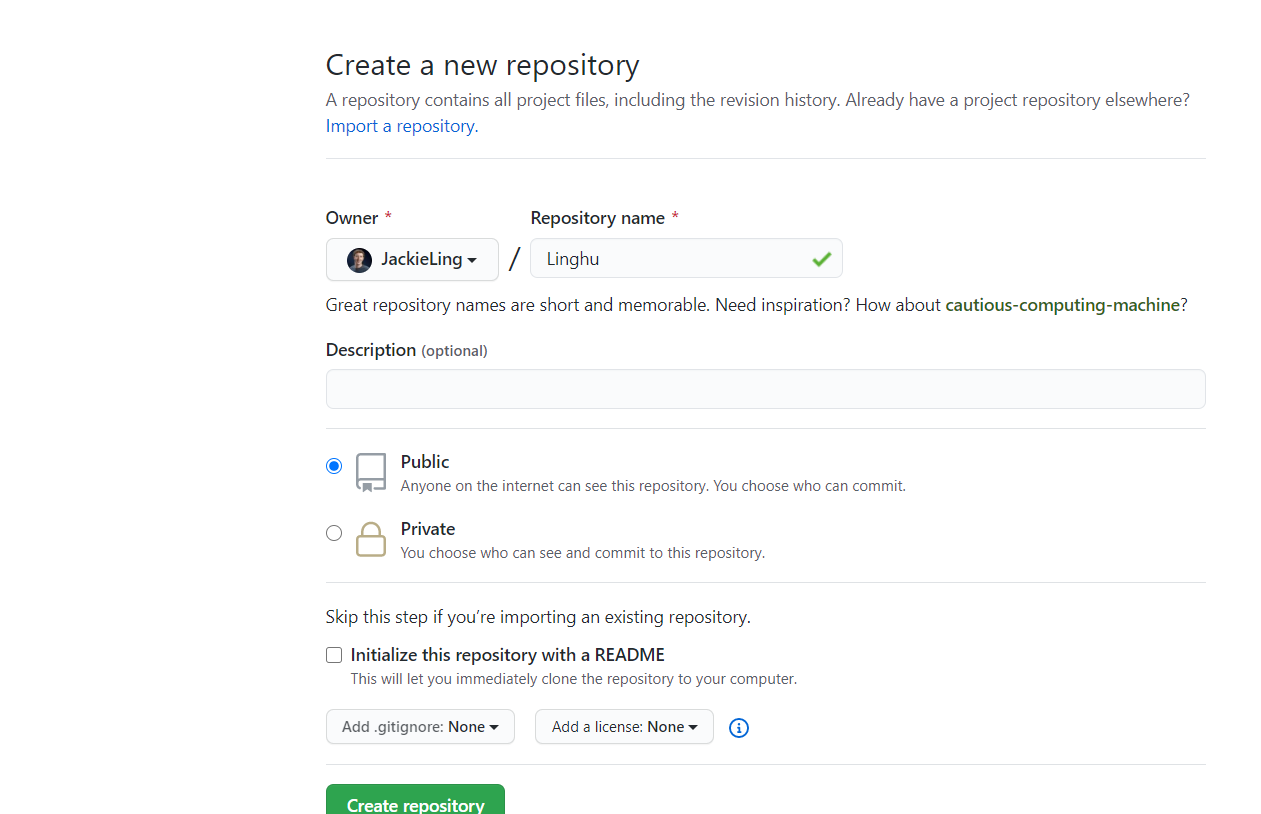 Create a new repository
A repository contains all project files, including the revision history. Already have a project repository elsewhere?
Import a repository.
Owner * Repository name *
JackieLing / Linghu
Great repository names are short and memorable. Need inspiration? How about cautious-computing-machine?
Description (optional)
Public
Anyone on the internet can see this repository. You choose who can commit.
Private
You choose who can see and commit to this repository.
Skip this step if you’re importing an existing repository.
Initialize this repository with a README
This will let you immediately clone the repository to your computer.
Add .gitignore: None Add a license: None
Create repository